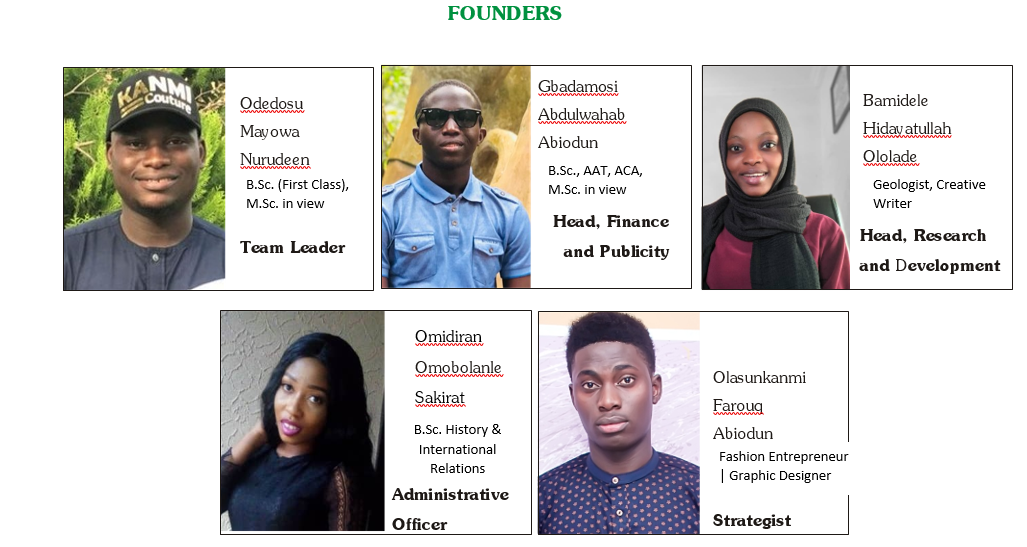 FOUNDERS
KANMI
Couture
Odedosu
Mayowa
Nurudeen
B.Sc. (First Class),
M.Sc. in view
Team Leader
Gbadamosi
Abdulwahab
Abiodun
B.Sc., AAT, ACA,
M.Sc. in view
Head, Finance
and Publicity
Bamidele
Hidayatullah
Ololade
Geologist, Creative
Writer
Head, Research
and Development
Omidiran
Omobolanle
Sakirat
B.Sc. History &
International
Relations
Administrative
Officer
Olasunkanmi
Farouq
Abiodun
Fashion Entrepreneur
| Graphic Designer
Strategist